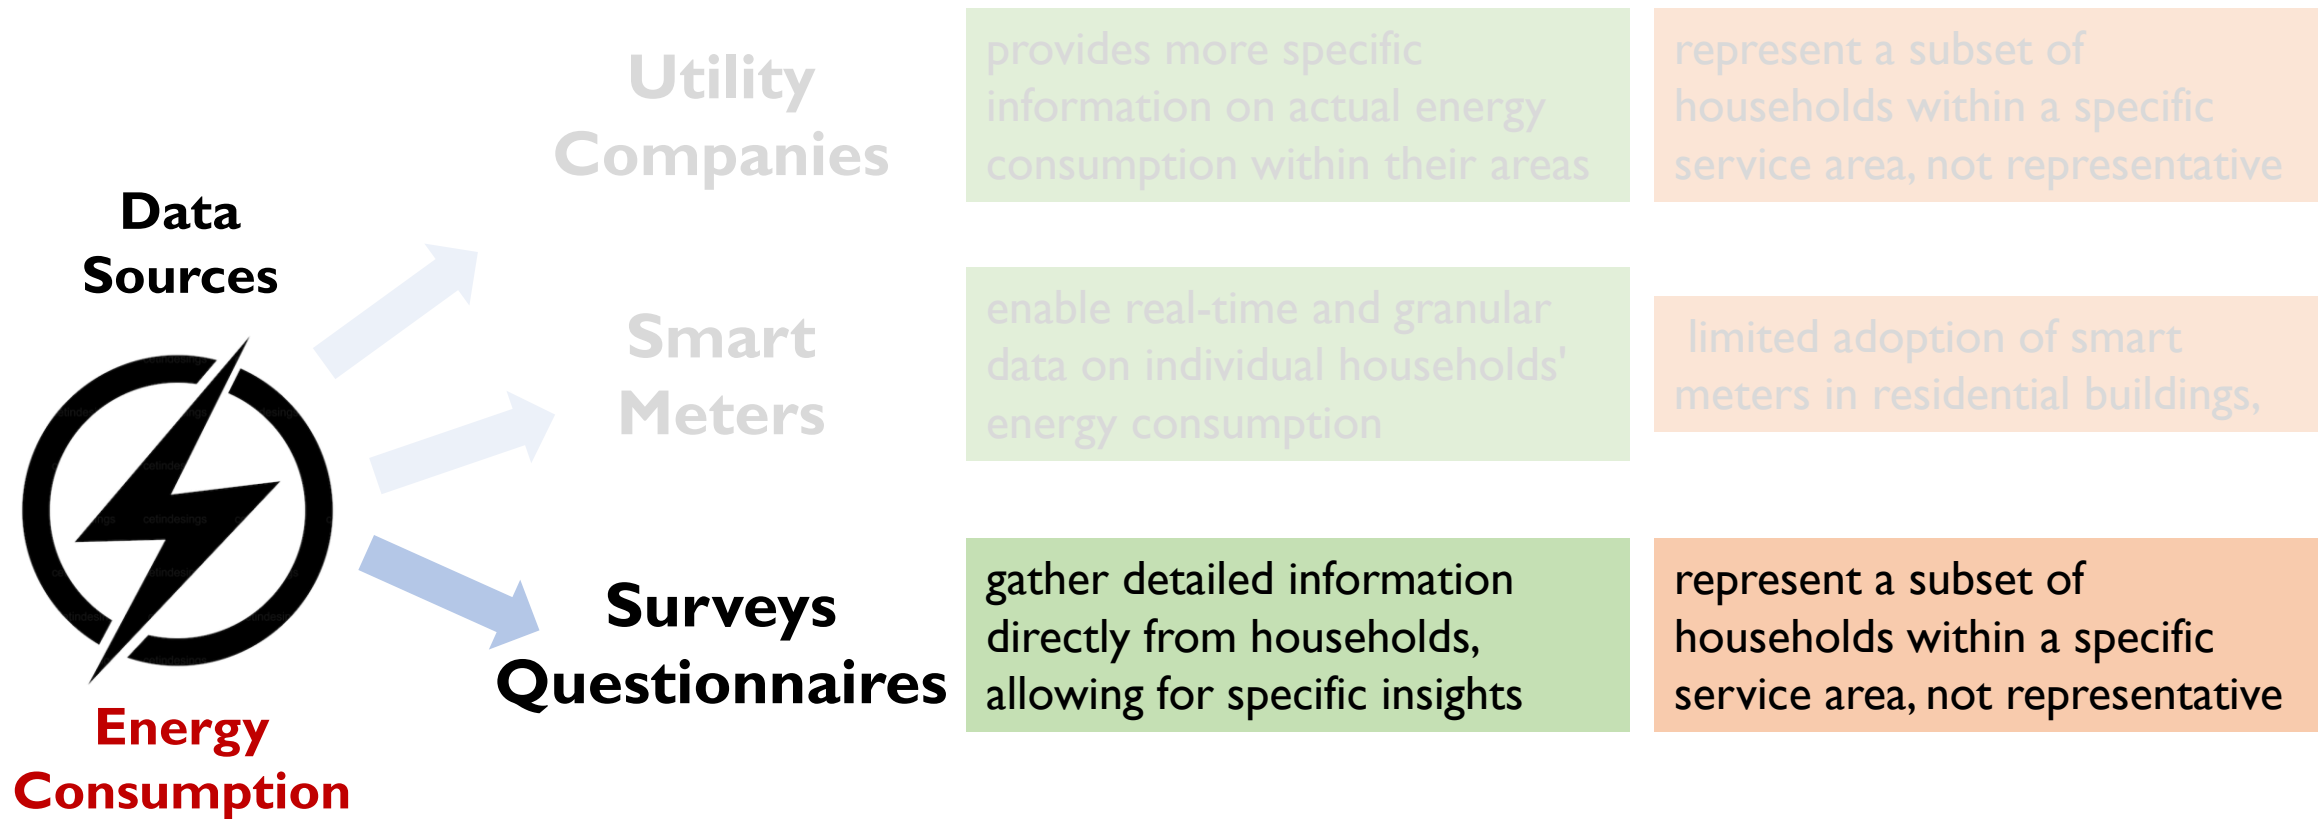 Data
Sources
Energy
Consumption
Utility
Companies
provides more specific
information on actual energy
consumption within their areas
represent a subset of
households within a specific
service area, not representative
Smart
Meters
enable real-time and granular
data on individual households'
energy consumption
limited adoption of smart
meters in residential buildings,
Surveys
Questionnaires
gather detailed information
directly from households,
allowing for specific insights
represent a subset of
households within a specific
service area, not representative
cetindesings